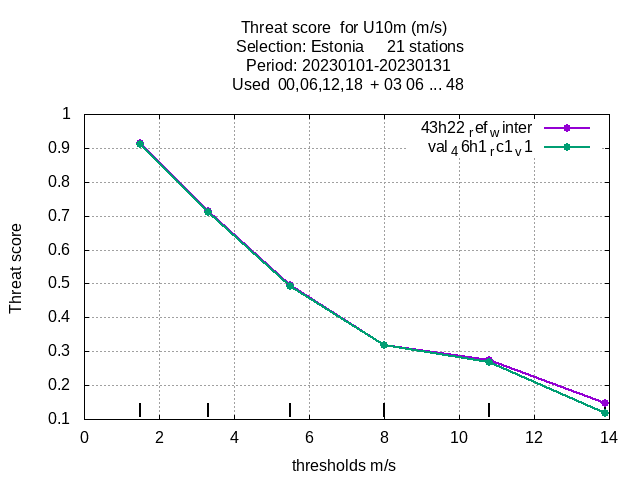 Threat score  for U10m (m/s)
Selection: Estonia     21 stations
Period: 20230101-20230131
Used  00,06,12,18  + 03 06 ... 48
43h22 ref winter
val 4 6h1 r c1 v 1
1
0.9
0.8
0.7
0.6
0.5
0.4
0.3
0.2
0.1
Threat score
0 2 4 6 8 10 12 14
thresholds m/s